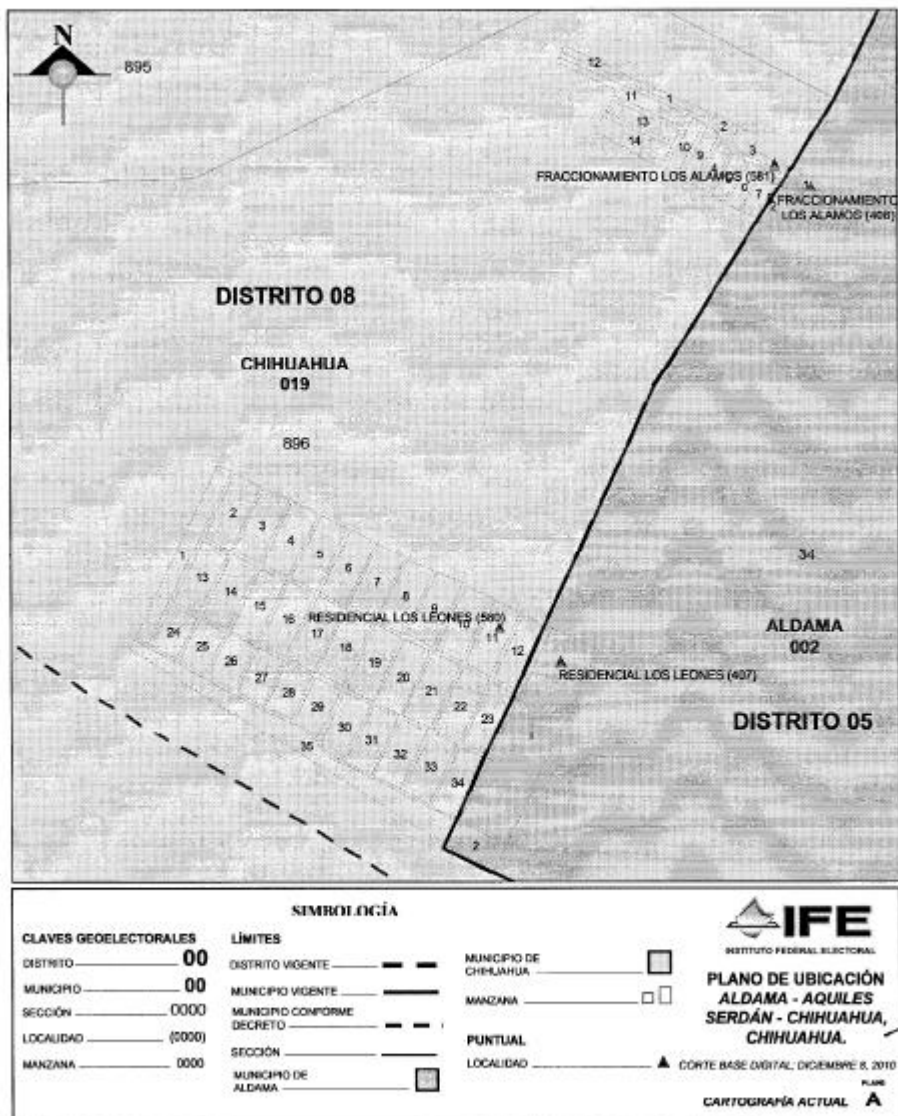 N
895
12
11
1
13
2
14
10
9
3
FRACCIONAMIENTO LOS ALAMOS (581)
6
7
1
FRACCIONAMIENTO
LOS ALAMOS (408)
DISTRITO 08
CHIHUAHUA
019
896
2
3
4
5
1
6
7
13
8
14
9
15
16
RESIDENCIAL LOS LEONES (580)
10
17
11
24
25
18
12
26
19
27
20
28
21
29
22
30
23
35
31
32
33
34
2
34
ALDAMA
002
RESIDENCIAL LOS LEONES (407)
DISTRITO 05
SIMBOLOGÍA
CLAVES GEOELECTORALES
DISTRITO 00
MUNICIPIO 00
SECCIÓN 0000
LOCALIDAD (0000)
MANZANA 0000
LÍMITES
DISTRITO VIGENTE
MUNICIPIO VIGENTE
MUNICIPIO CONFORME
DECRETO
SECCIÓN
MUNICIPIO DE
ALDAMA
MUNICIPIO DE
CHIHUAHUA
MANZANA
PUNTUAL
LOCALIDAD
IFE
INSTITUTO FEDERAL ELECTORAL
PLANO DE UBICACIÓN
ALDAMA - AQUILES
SERDÁN - CHIHUAHUA,
CHIHUAHUA.
CORTE BASE DIGITAL: DICIEMBRE 6, 2010
PLANO
CARTOGRAFÍA ACTUAL A